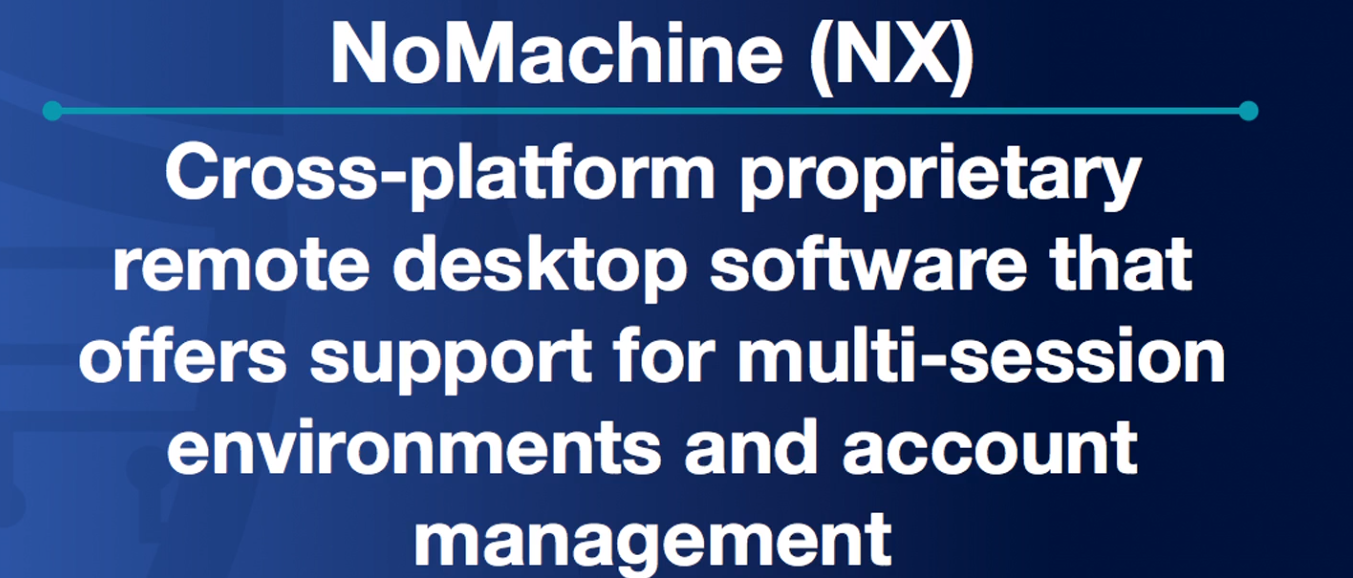 NoMachine (NX)
Cross-platform proprietary
remote desktop software that
offers support for multi-session
environments and account
management